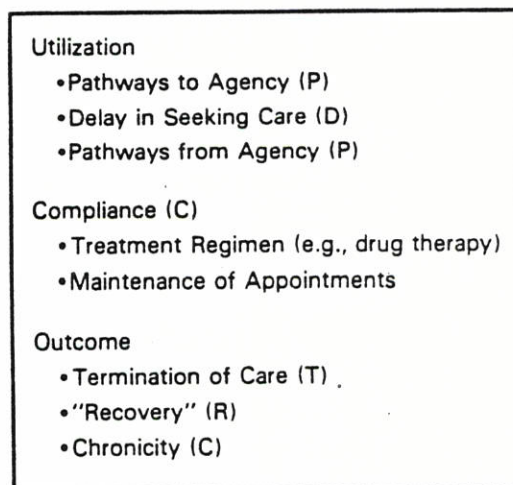 Utilization
•Pathways to Agency (P)
•Delay in Seeking Care (D)
•Pathways from Agency (P)
Compliance (C)
•Treatment Regimen (e.g., drug therapy)
•Maintenance of Appointments
Outcome
•Termination of Care (T)
•"Recovery" (R)
•Chronicity (C)